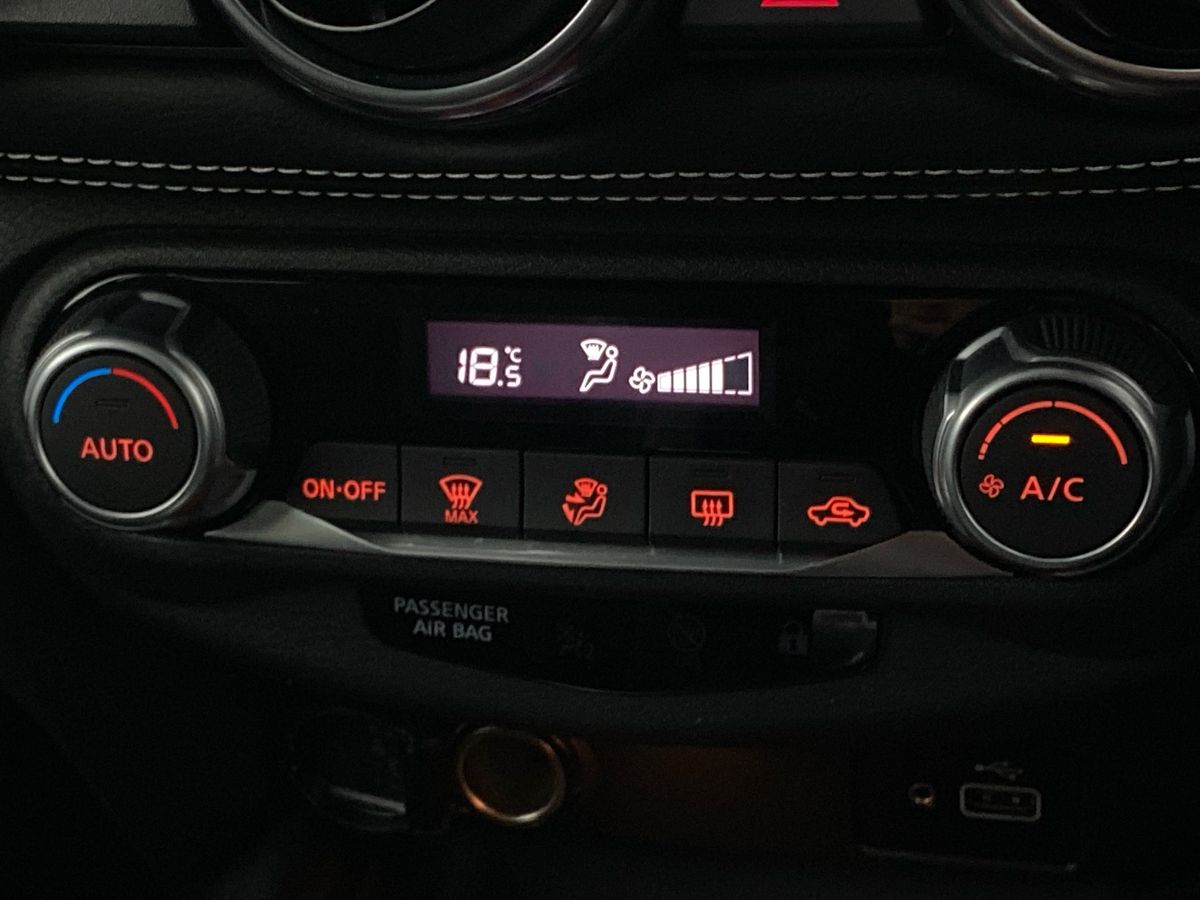 18.5 °C
AUTO
ON·OFF
MAX
A/C
PASSENGER
AIR BAG